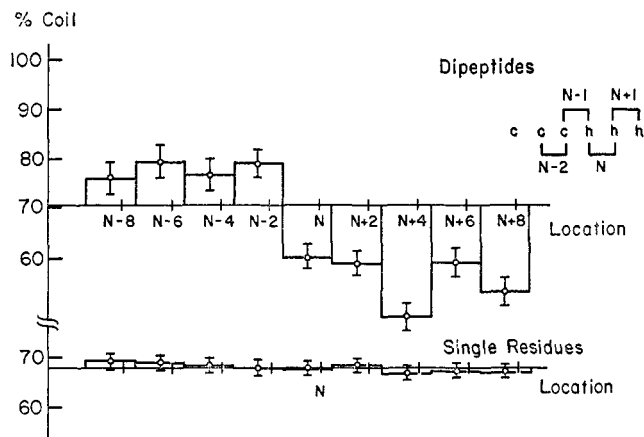 % Coil
100
90
80
70
60
Dipeptides
N-1 N+1
c c c h h h
N-2 N
N-8 N-6 N-4 N-2 N N+2 N+4 N+6 N+8
Location
Single Residues
70
60
N
Location